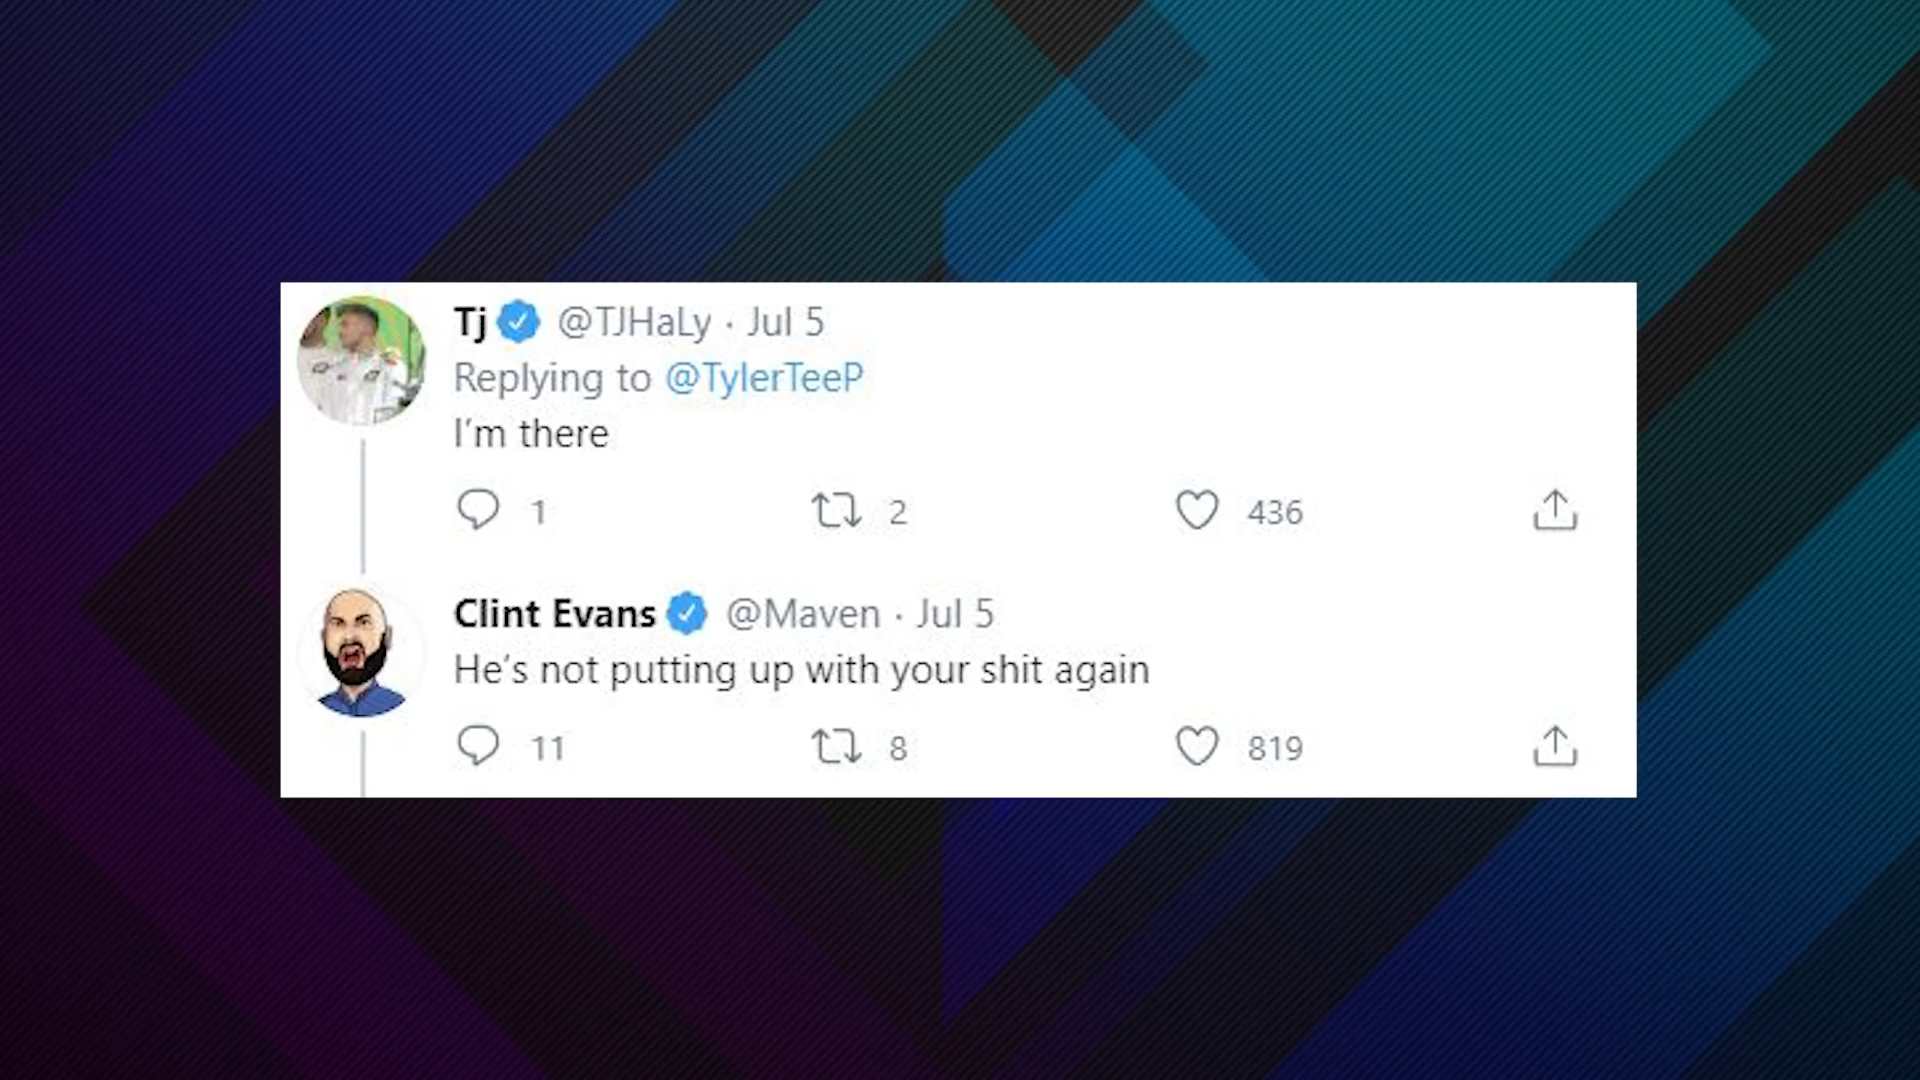 Tj @TJHaLy · Jul 5
Replying to @TylerTeeP
I'm there
1 2 436
Clint Evans @Maven · Jul 5
He's not putting up with your shit again
11 8 819